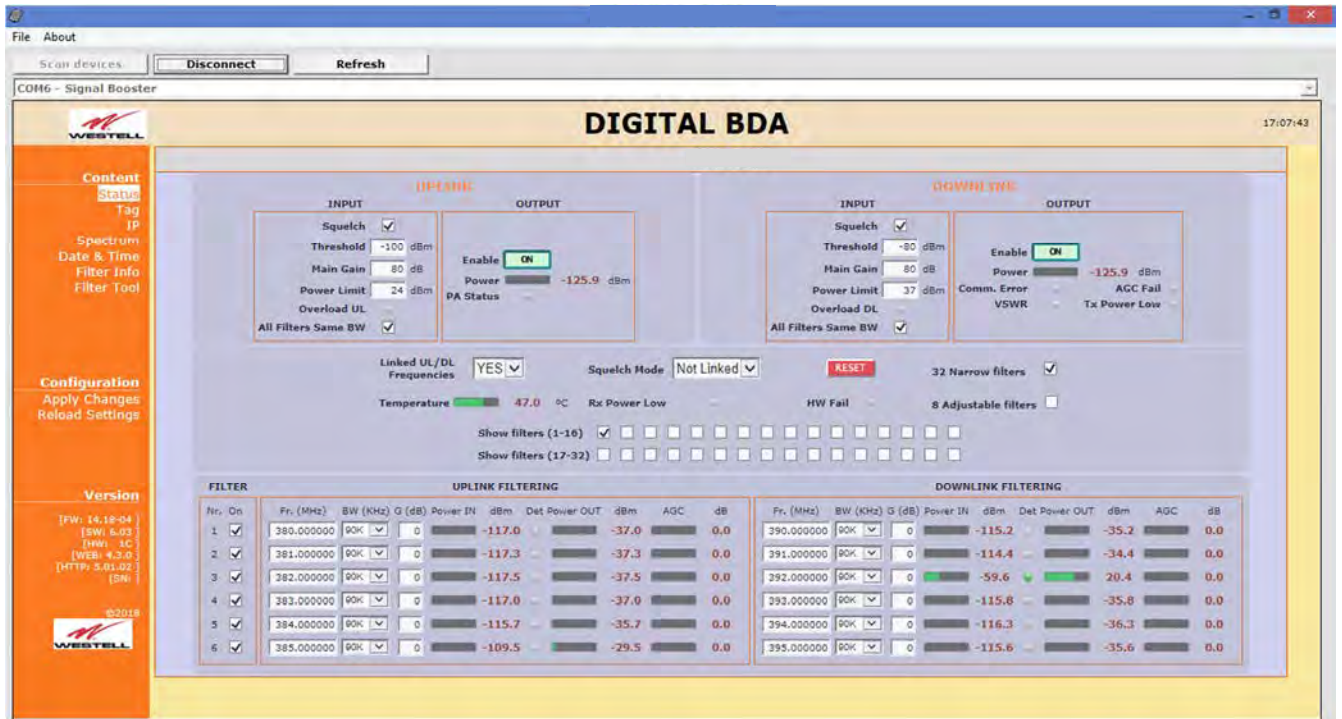 File About
Scan devices Disconnect Refresh
COM6 - Signal Booster
WESTELL
DIGITAL BDA
17:07:43
Content
Status
Tag
IP
Spectrum
Date & Time
Filter Info
Filter Tool
Configuration
Apply Changes
Reload Settings
Version
[FW: 14.18-04 ]
[SW: 6.03 ]
[HW: 1C ]
[WEB: 4.3.0 ]
[HTTP: 5.01.02 ]
[SN: ]
©2018
WESTELL
UPLINK
INPUT OUTPUT
Squelch
Threshold -100 dBm
Main Gain 80 dB
Power Limit 24 dBm
Overload UL -
All Filters Same BW
Enable ON
Power -125.9 dBm
PA Status -
DOWNLINK
INPUT OUTPUT
Squelch
Threshold -80 dBm
Main Gain 80 dB
Power Limit 37 dBm
Overload DL -
All Filters Same BW
Enable ON
Power -125.9 dBm
Comm. Error - AGC Fail -
VSWR - Tx Power Low -
Linked UL/DL Frequencies YES Squelch Mode Not Linked RESET 32 Narrow filters
Temperature 47.0 ºC Rx Power Low - HW Fail - 8 Adjustable filters
Show filters (1-16)
Show filters (17-32)
FILTER UPLINK FILTERING DOWNLINK FILTERING
Nr. On Fr. (MHz) BW (KHz) G (dB) Power IN dBm Det Power OUT dBm AGC dB Fr. (MHz) BW (KHz) G (dB) Power IN dBm Det Power OUT dBm AGC dB
1 380.000000 90K 0 -117.0 - -37.0 0.0 390.000000 90K 0 -115.2 - -35.2 0.0
2 381.000000 90K 0 -117.3 - -37.3 0.0 391.000000 90K 0 -114.4 - -34.4 0.0
3 382.000000 90K 0 -117.5 - -37.5 0.0 392.000000 90K 0 -59.6 20.4 0.0
4 383.000000 90K 0 -117.0 - -37.0 0.0 393.000000 90K 0 -115.8 - -35.8 0.0
5 384.000000 90K 0 -115.7 - -35.7 0.0 394.000000 90K 0 -116.3 - -36.3 0.0
6 385.000000 90K 0 -109.5 - -29.5 0.0 395.000000 90K 0 -115.6 - -35.6 0.0